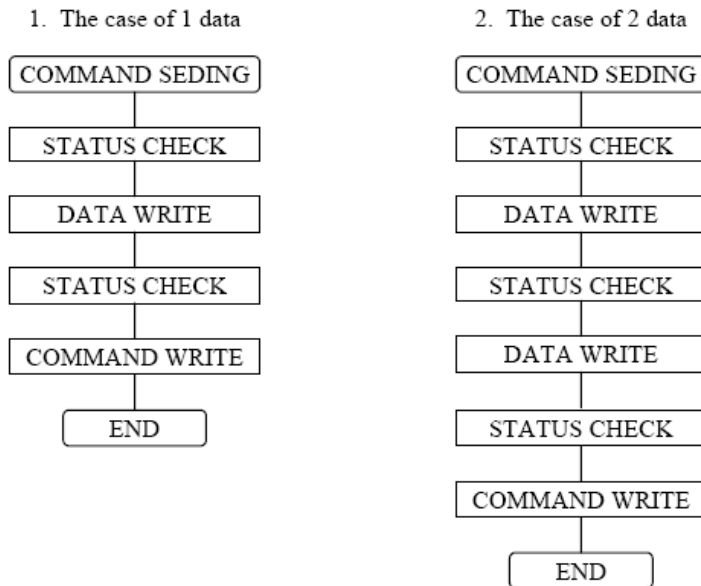 1. The case of 1 data
COMMAND SEDING
STATUS CHECK
DATA WRITE
STATUS CHECK
COMMAND WRITE
END
2. The case of 2 data
COMMAND SEDING
STATUS CHECK
DATA WRITE
STATUS CHECK
DATA WRITE
STATUS CHECK
COMMAND WRITE
END